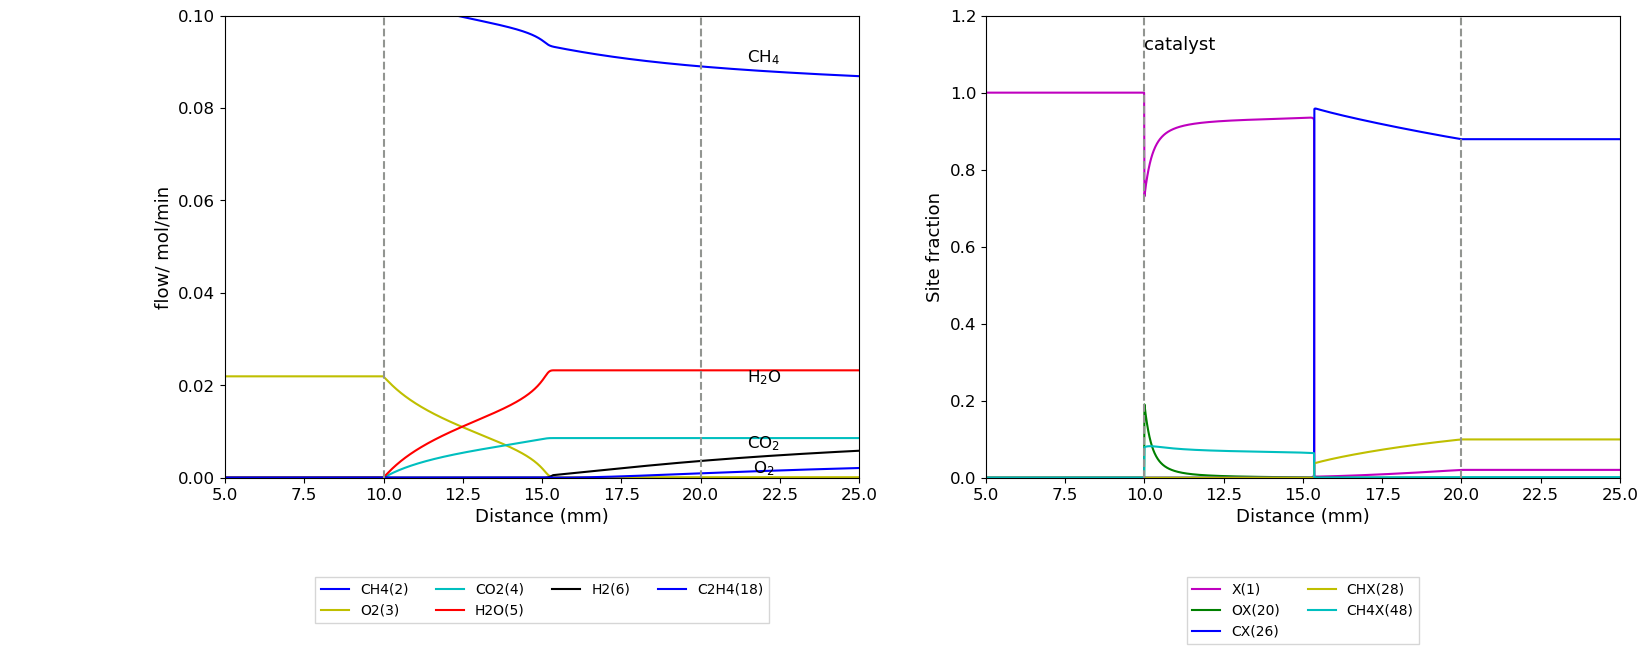 0.10
0.08
0.06
0.04
0.02
0.00
flow/ mol/min
CH₄
H₂O
CO₂
O₂
5.0 7.5 10.0 12.5 15.0 17.5 20.0 22.5 25.0
Distance (mm)
CH4(2) CO2(4) H2(6) C2H4(18)
O2(3) H2O(5)
1.2
1.0
0.8
0.6
0.4
0.2
0.0
Site fraction
catalyst
5.0 7.5 10.0 12.5 15.0 17.5 20.0 22.5 25.0
Distance (mm)
X(1) CHX(28)
OX(20) CH4X(48)
CX(26)